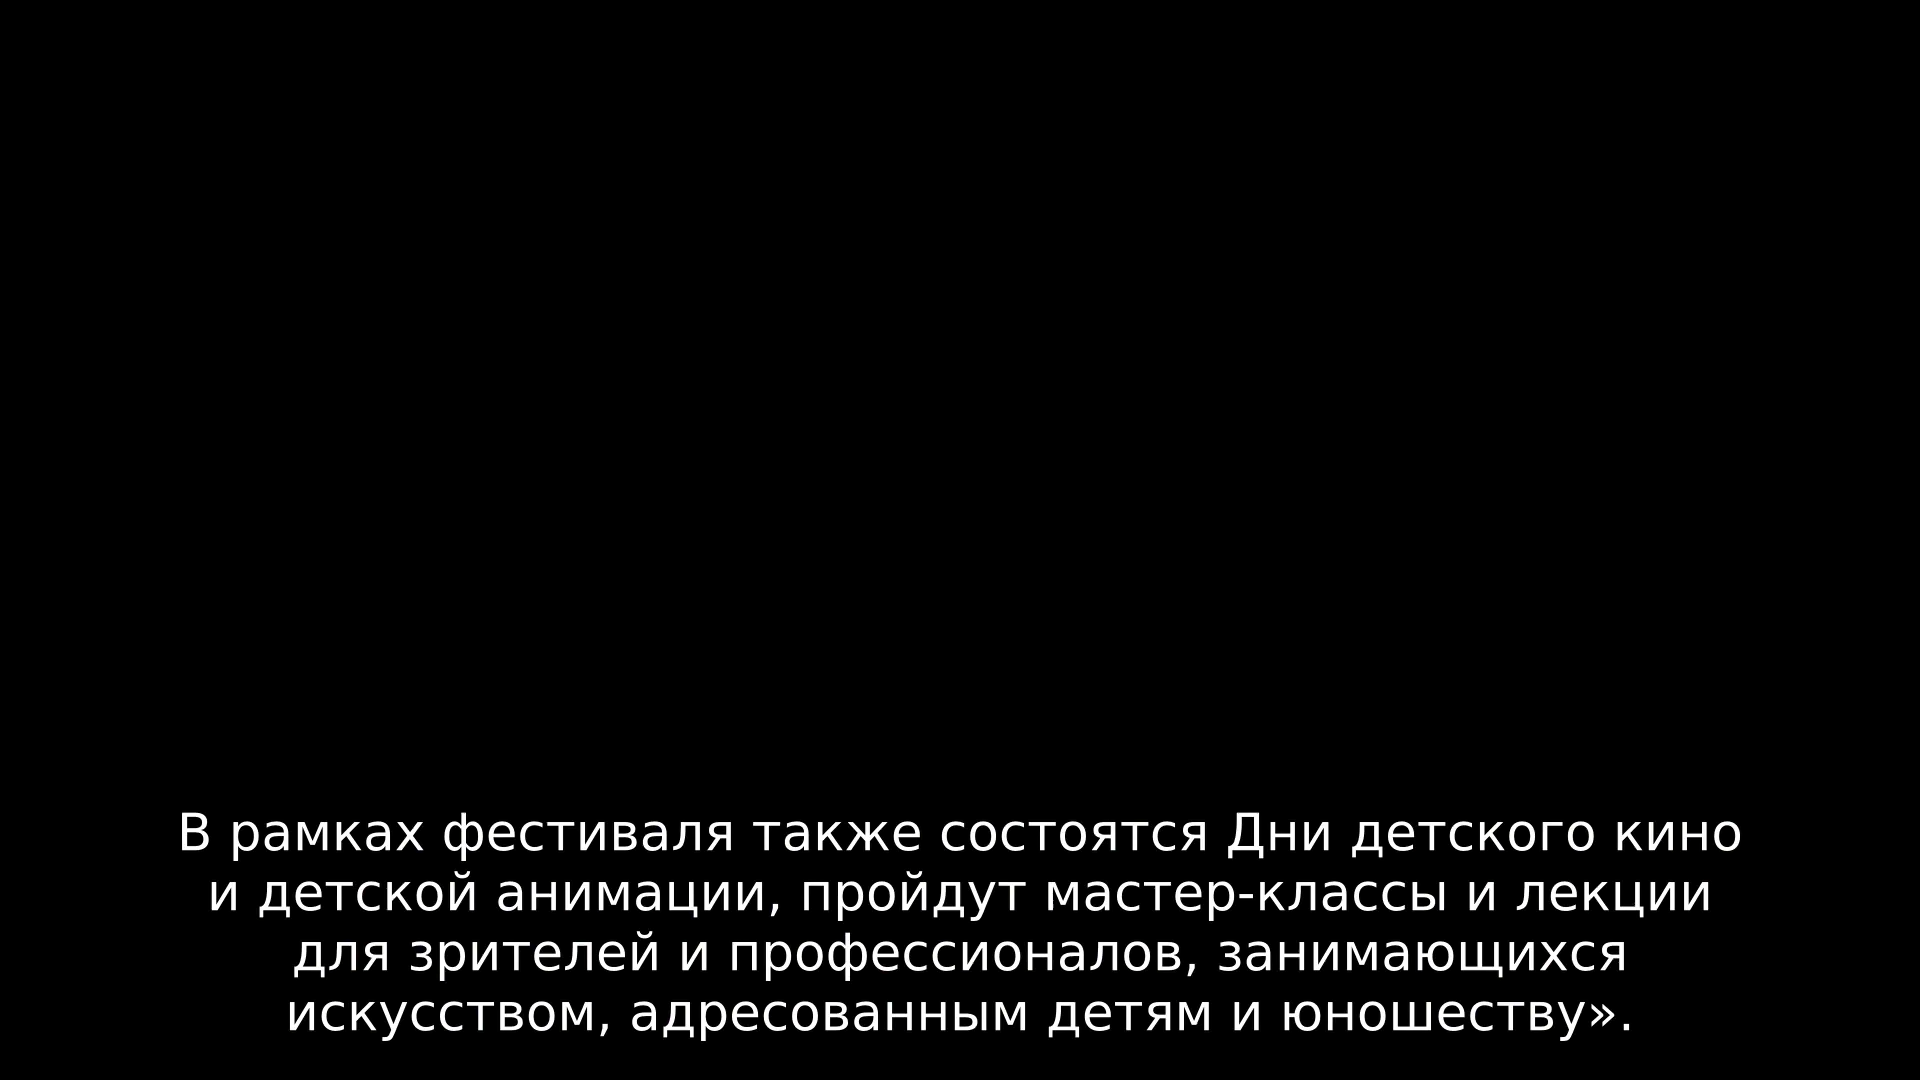 В рамках фестиваля также состоятся Дни детского кино
и детской анимации, пройдут мастер-классы и лекции
для зрителей и профессионалов, занимающихся
искусством, адресованным детям и юношеству».